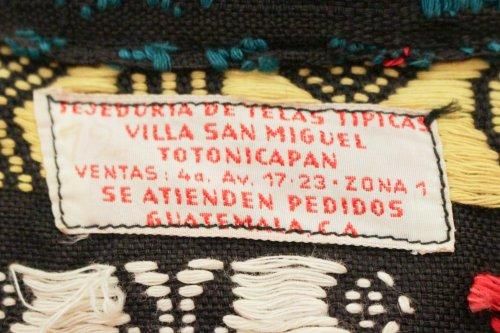 TEJEDURIA DE TELAS TIPICAS
VILLA SAN MIGUEL
TOTONICAPAN
VENTAS: 4a. Av. 17-23 - ZONA 1
SE ATIENDEN PEDIDOS
GUATEMALA, C.A.